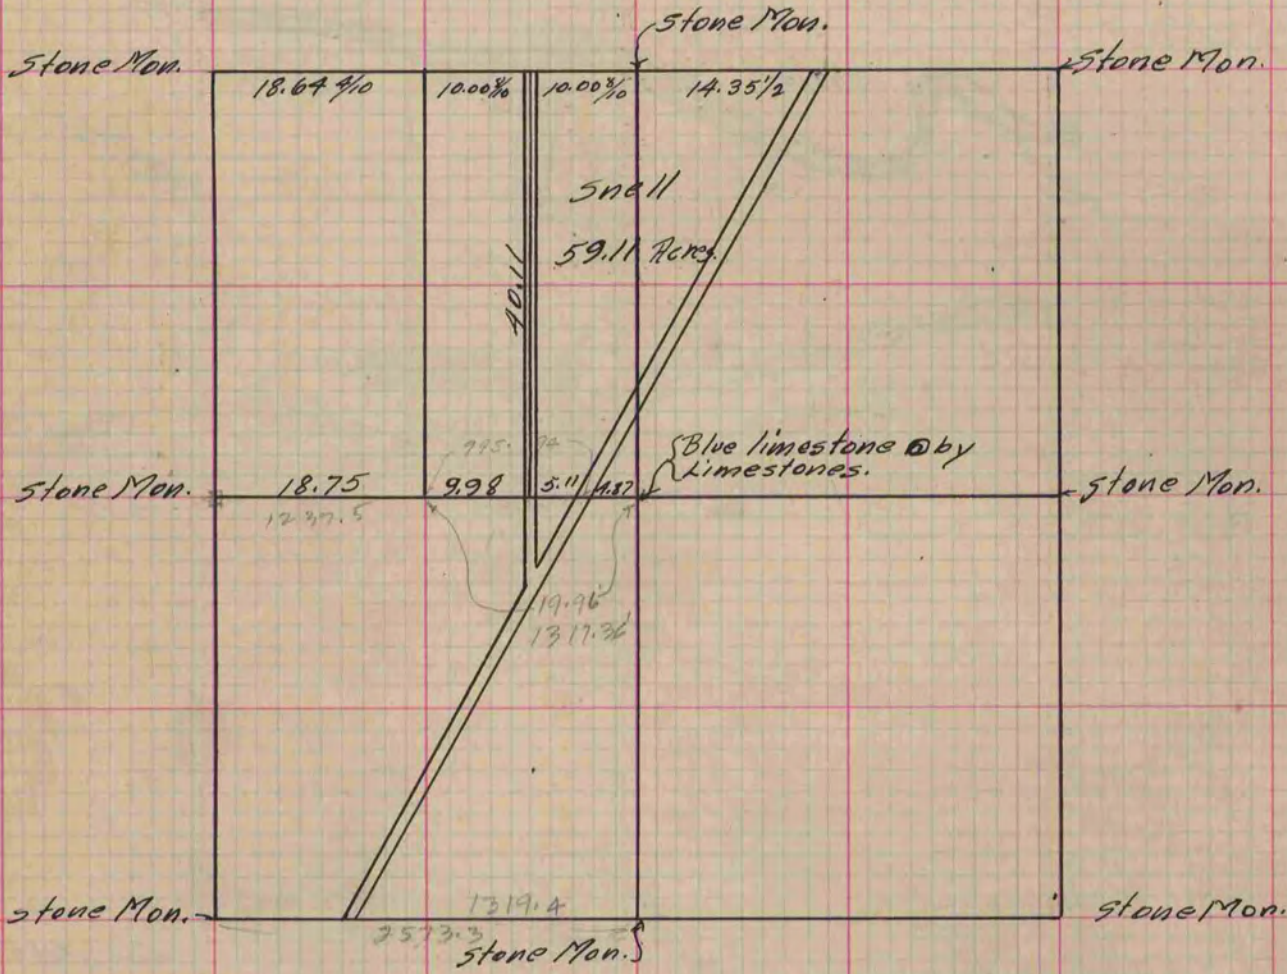 Stone Mon.
Stone Mon.
Stone Mon.
18.64 4/10
10.00 8/10
10.00 8/10
14.35 1/2
Snell
59.11 Acres.
40.11
Blue limestone @ by
Limestones.
Stone Mon.
18.75
9.98
5.11
4.87
Stone Mon.
1237.5
19.96
1317.36'
1319.4
Stone Mon.
Stone Mon.
2573.3
Stone Mon.